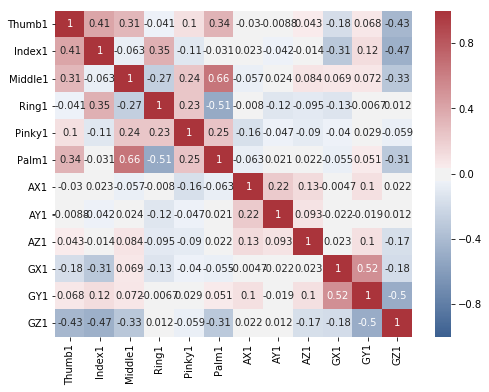 Thumb1 1 0.41 0.31 -0.041 0.1 0.34 -0.03 -0.0088 0.043 -0.18 0.068 -0.43
Index1 0.41 1 -0.063 0.35 -0.11 -0.031 0.023 -0.042 -0.014 -0.31 0.12 -0.47
Middle1 0.31 -0.063 1 -0.27 0.24 0.66 -0.057 0.024 0.084 0.069 0.072 -0.33
Ring1 -0.041 0.35 -0.27 1 0.23 -0.51 -0.008 -0.12 -0.095 -0.13 -0.0067 0.012
Pinky1 0.1 -0.11 0.24 0.23 1 0.25 -0.16 -0.047 -0.09 -0.04 0.029 -0.059
Palm1 0.34 -0.031 0.66 -0.51 0.25 1 -0.063 0.021 0.022 -0.055 0.051 -0.31
AX1 -0.03 0.023 -0.057 -0.008 -0.16 -0.063 1 0.22 0.13 -0.0047 0.1 0.022
AY1 -0.0088 -0.042 0.024 -0.12 -0.047 0.021 0.22 1 0.093 -0.022 -0.019 0.012
AZ1 0.043 -0.014 0.084 -0.095 -0.09 0.022 0.13 0.093 1 0.023 0.1 -0.17
GX1 -0.18 -0.31 0.069 -0.13 -0.04 -0.055 -0.0047 -0.022 0.023 1 0.52 -0.18
GY1 0.068 0.12 0.072 -0.0067 0.029 0.051 0.1 -0.019 0.1 0.52 1 -0.5
GZ1 -0.43 -0.47 -0.33 0.012 -0.059 -0.31 0.022 0.012 -0.17 -0.18 -0.5 1
Thumb1 Index1 Middle1 Ring1 Pinky1 Palm1 AX1 AY1 AZ1 GX1 GY1 GZ1
0.8
0.4
0.0
−0.4
−0.8